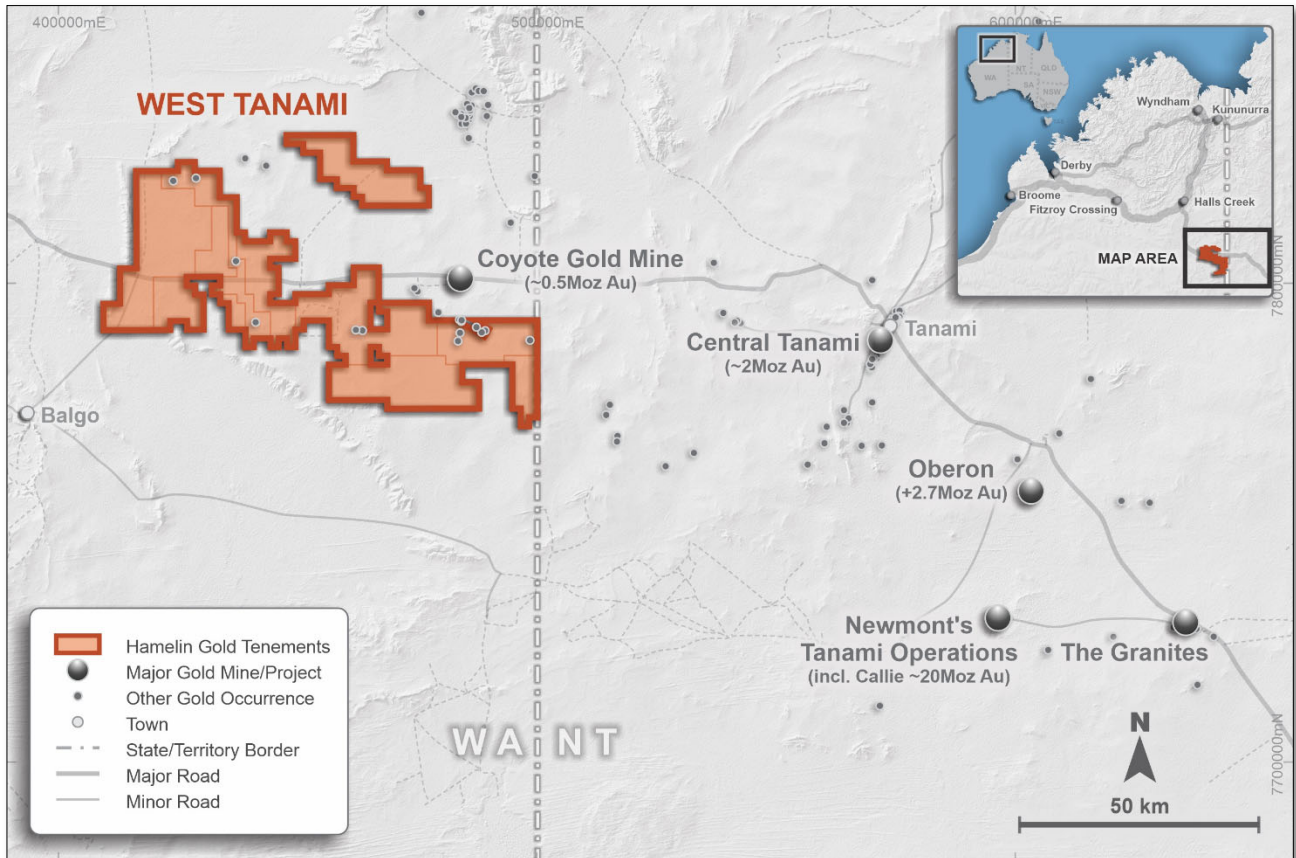 400000mE
500000mE
600000mE
WEST TANAMI
Coyote Gold Mine
(~0.5Moz Au)
Central Tanami
(~2Moz Au)
Tanami
Balgo
Oberon
(+2.7Moz Au)
Newmont's
Tanami Operations
(incl. Callie ~20Moz Au)
The Granites
WA NT
7800000mN
7700000mN
WA
NT
QLD
SA
NSW
Wyndham
Kununurra
Derby
Broome
Fitzroy Crossing
Halls Creek
MAP AREA
Hamelin Gold Tenements
Major Gold Mine/Project
Other Gold Occurrence
Town
State/Territory Border
Major Road
Minor Road
N
50 km